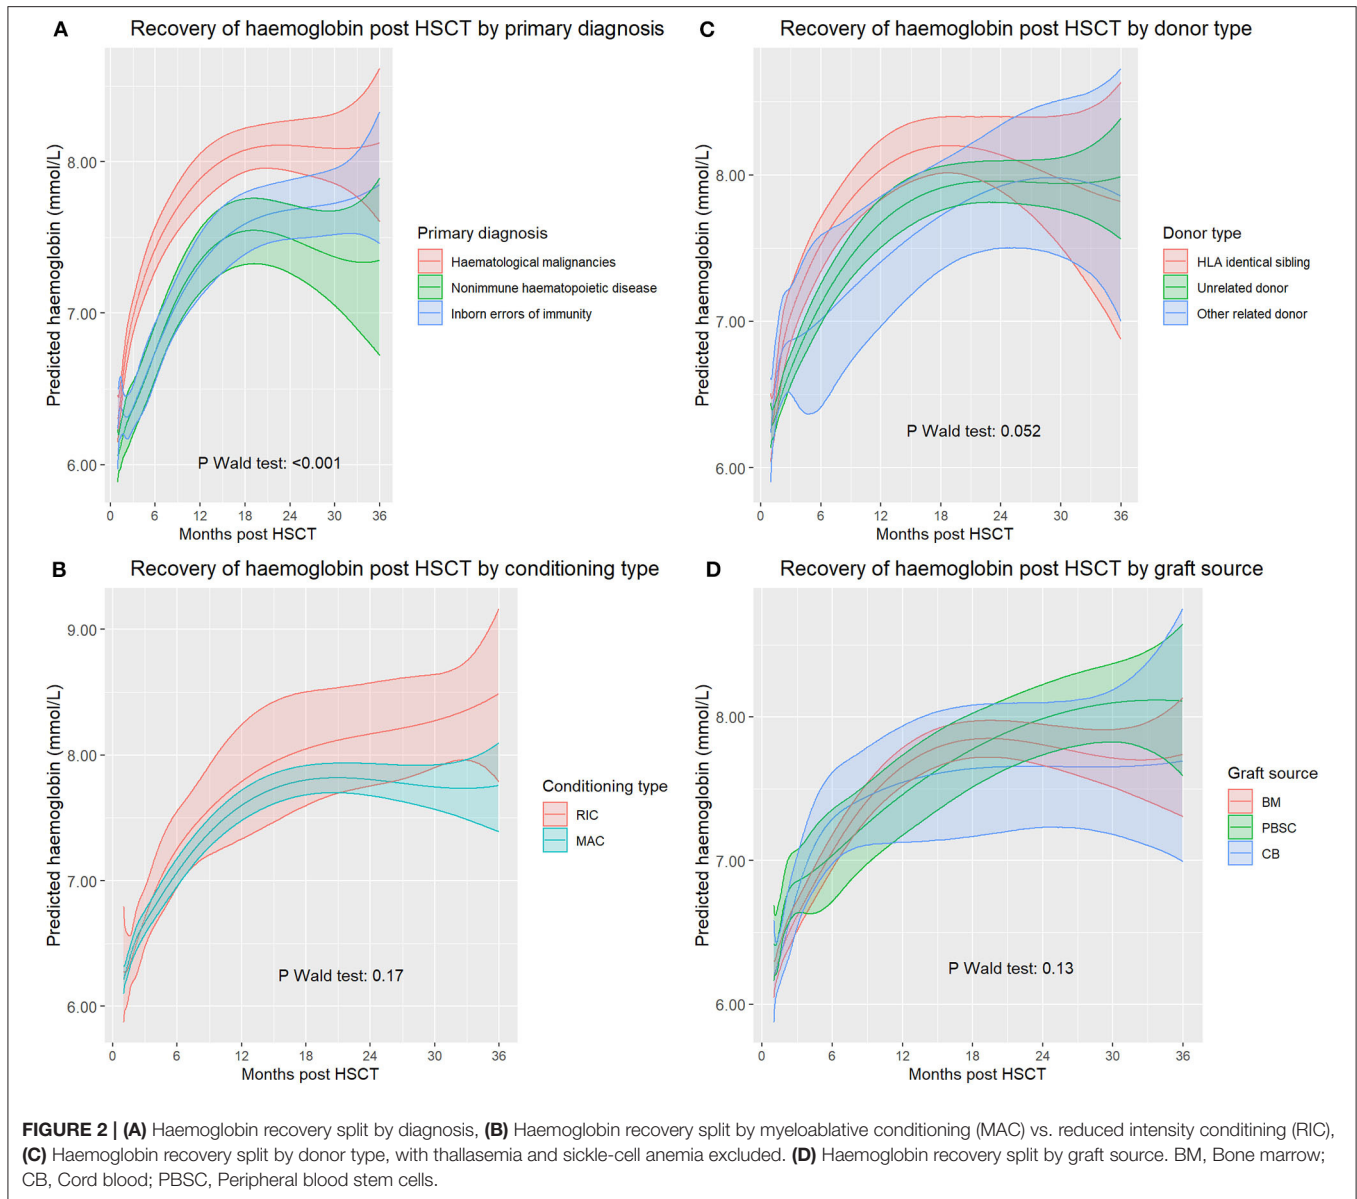 A
Recovery of haemoglobin post HSCT by primary diagnosis
Predicted haemoglobin (mmol/L)
8.00
7.00
6.00
P Wald test: <0.001
0 6 12 18 24 30 36
Months post HSCT
Primary diagnosis
Haematological malignancies
Nonimmune haematopoietic disease
Inborn errors of immunity
C
Recovery of haemoglobin post HSCT by donor type
Predicted haemoglobin (mmol/L)
8.00
7.00
6.00
P Wald test: 0.052
0 6 12 18 24 30 36
Months post HSCT
Donor type
HLA identical sibling
Unrelated donor
Other related donor
B
Recovery of haemoglobin post HSCT by conditioning type
Predicted haemoglobin (mmol/L)
9.00
8.00
7.00
6.00
P Wald test: 0.17
0 6 12 18 24 30 36
Months post HSCT
Conditioning type
RIC
MAC
D
Recovery of haemoglobin post HSCT by graft source
Predicted haemoglobin (mmol/L)
8.00
7.00
6.00
P Wald test: 0.13
0 6 12 18 24 30 36
Months post HSCT
Graft source
BM
PBSC
CB
FIGURE 2 | (A) Haemoglobin recovery split by diagnosis, (B) Haemoglobin recovery split by myeloablative conditioning (MAC) vs. reduced intensity conditining (RIC),
(C) Haemoglobin recovery split by donor type, with thallasemia and sickle-cell anemia excluded. (D) Haemoglobin recovery split by graft source. BM, Bone marrow;
CB, Cord blood; PBSC, Peripheral blood stem cells.